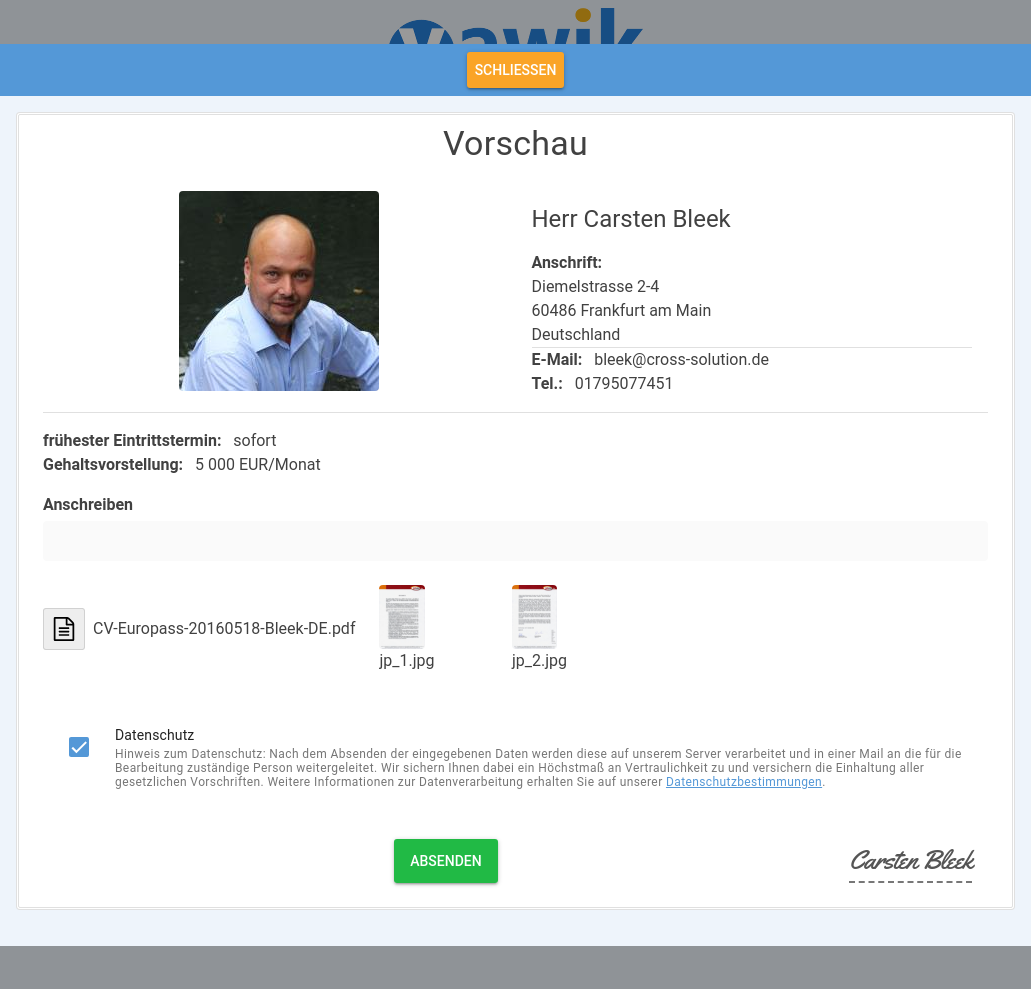 yawik
SCHLIESSEN
Vorschau
Herr Carsten Bleek
Anschrift:
Diemelstrasse 2-4
60486 Frankfurt am Main
Deutschland
E-Mail: bleek@cross-solution.de
Tel.: 01795077451
frühester Eintrittstermin: sofort
Gehaltsvorstellung: 5 000 EUR/Monat
Anschreiben
CV-Europass-20160518-Bleek-DE.pdf
jp_1.jpg
jp_2.jpg
Datenschutz
Hinweis zum Datenschutz: Nach dem Absenden der eingegebenen Daten werden diese auf unserem Server verarbeitet und in einer Mail an die für die
Bearbeitung zuständige Person weitergeleitet. Wir sichern Ihnen dabei ein Höchstmaß an Vertraulichkeit zu und versichern die Einhaltung aller
gesetzlichen Vorschriften. Weitere Informationen zur Datenverarbeitung erhalten Sie auf unserer Datenschutzbestimmungen.
ABSENDEN
Carsten Bleek